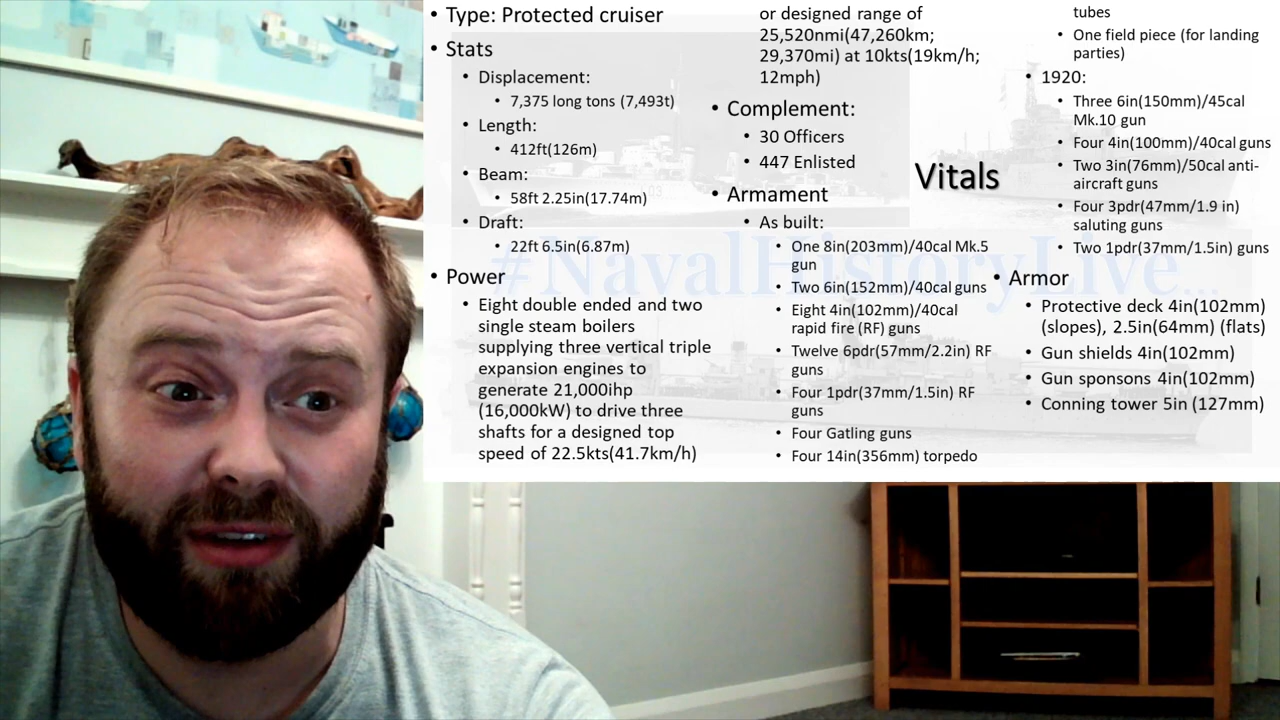 • Type: Protected cruiser
• Stats
• Displacement:
• 7,375 long tons (7,493t)
• Length:
• 412ft(126m)
• Beam:
• 58ft 2.25in(17.74m)
• Draft:
• 22ft 6.5in(6.87m)
• Power
• Eight double ended and two
single steam boilers
supplying three vertical triple
expansion engines to
generate 21,000ihp
(16,000kW) to drive three
shafts for a designed top
speed of 22.5kts(41.7km/h)
or designed range of
25,520nmi(47,260km;
29,370mi) at 10kts(19km/h;
12mph)
• Complement:
• 30 Officers
• 447 Enlisted
• Armament
• As built:
• One 8in(203mm)/40cal Mk.5
gun
• Two 6in(152mm)/40cal guns
• Eight 4in(102mm)/40cal
rapid fire (RF) guns
• Twelve 6pdr(57mm/2.2in) RF
guns
• Four 1pdr(37mm/1.5in) RF
guns
• Four Gatling guns
• Four 14in(356mm) torpedo
tubes
• One field piece (for landing
parties)
• 1920:
• Three 6in(150mm)/45cal
Mk.10 gun
• Four 4in(100mm)/40cal guns
• Two 3in(76mm)/50cal anti-
aircraft guns
• Four 3pdr(47mm/1.9 in)
saluting guns
• Two 1pdr(37mm/1.5in) guns
• Armor
• Protective deck 4in(102mm)
(slopes), 2.5in(64mm) (flats)
• Gun shields 4in(102mm)
• Gun sponsons 4in(102mm)
• Conning tower 5in (127mm)
Vitals
#NavalHistoryLive...